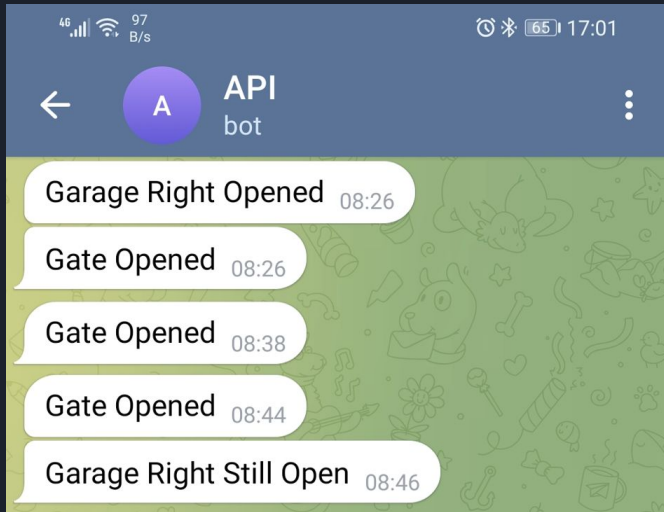 4G 97 B/s 65 17:01
A API
bot
Garage Right Opened 08:26
Gate Opened 08:26
Gate Opened 08:38
Gate Opened 08:44
Garage Right Still Open 08:46